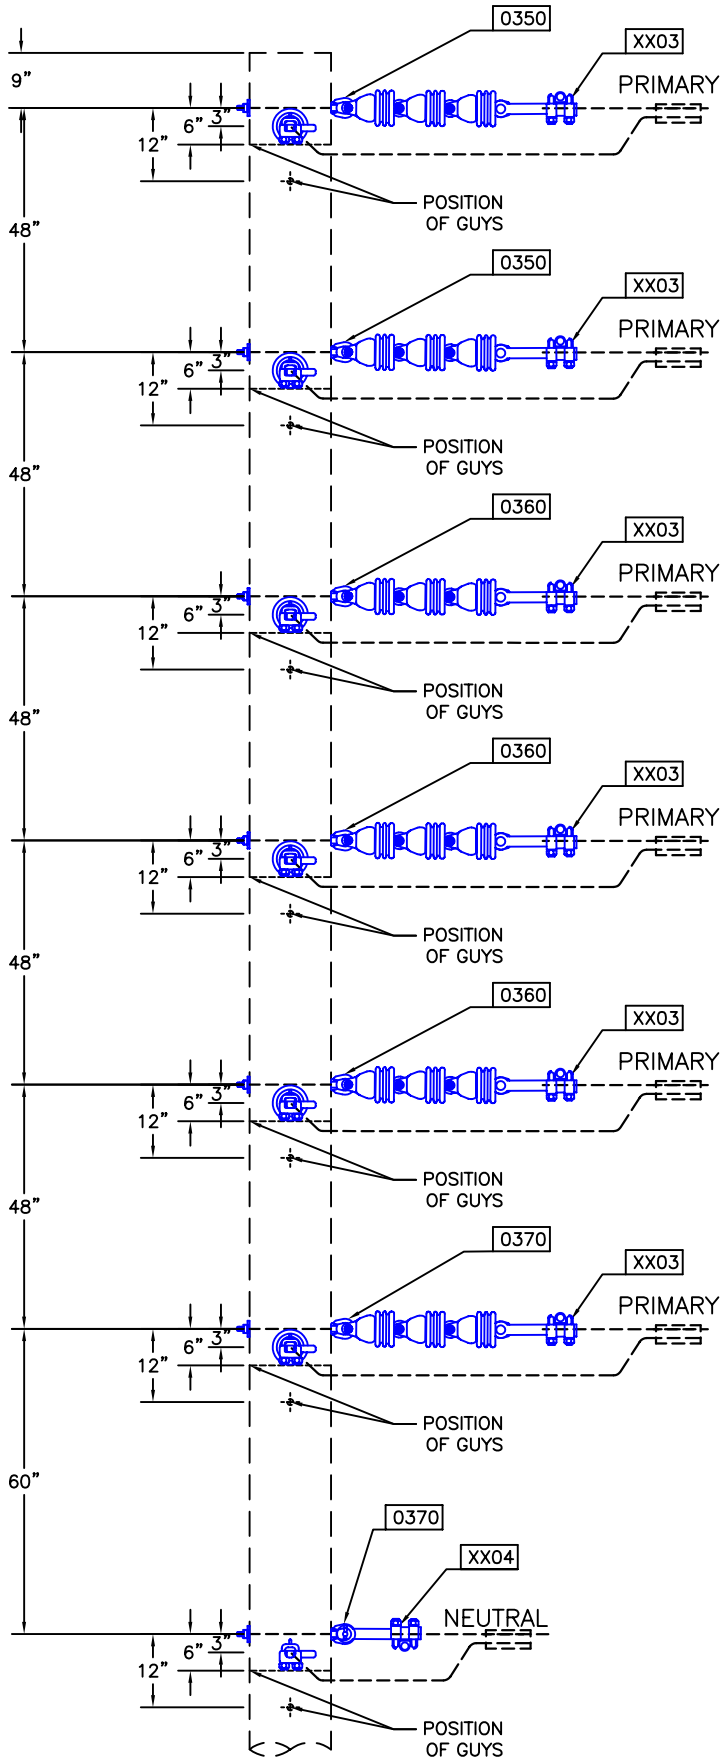 0350
XX03
9"
PRIMARY
6" 3"
12"
POSITION
OF GUYS
48"
0350
XX03
PRIMARY
6" 3"
12"
POSITION
OF GUYS
48"
0360
XX03
PRIMARY
6" 3"
12"
POSITION
OF GUYS
48"
0360
XX03
PRIMARY
6" 3"
12"
POSITION
OF GUYS
48"
0360
XX03
PRIMARY
6" 3"
12"
POSITION
OF GUYS
48"
0370
XX03
PRIMARY
6" 3"
12"
POSITION
OF GUYS
60"
0370
XX04
NEUTRAL
6" 3"
12"
POSITION
OF GUYS